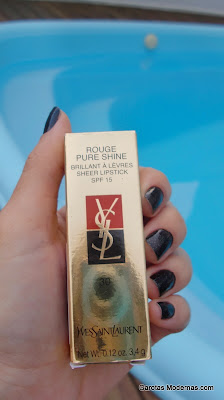 ROUGE
PURE SHINE
BRILLANT À LÈVRES
SHEER LIPSTICK
SPF 15
YSL
YVESSAINTLAURENT
Net Wt. 0.12 oz. 3,4 g
Garotas Modernas.com